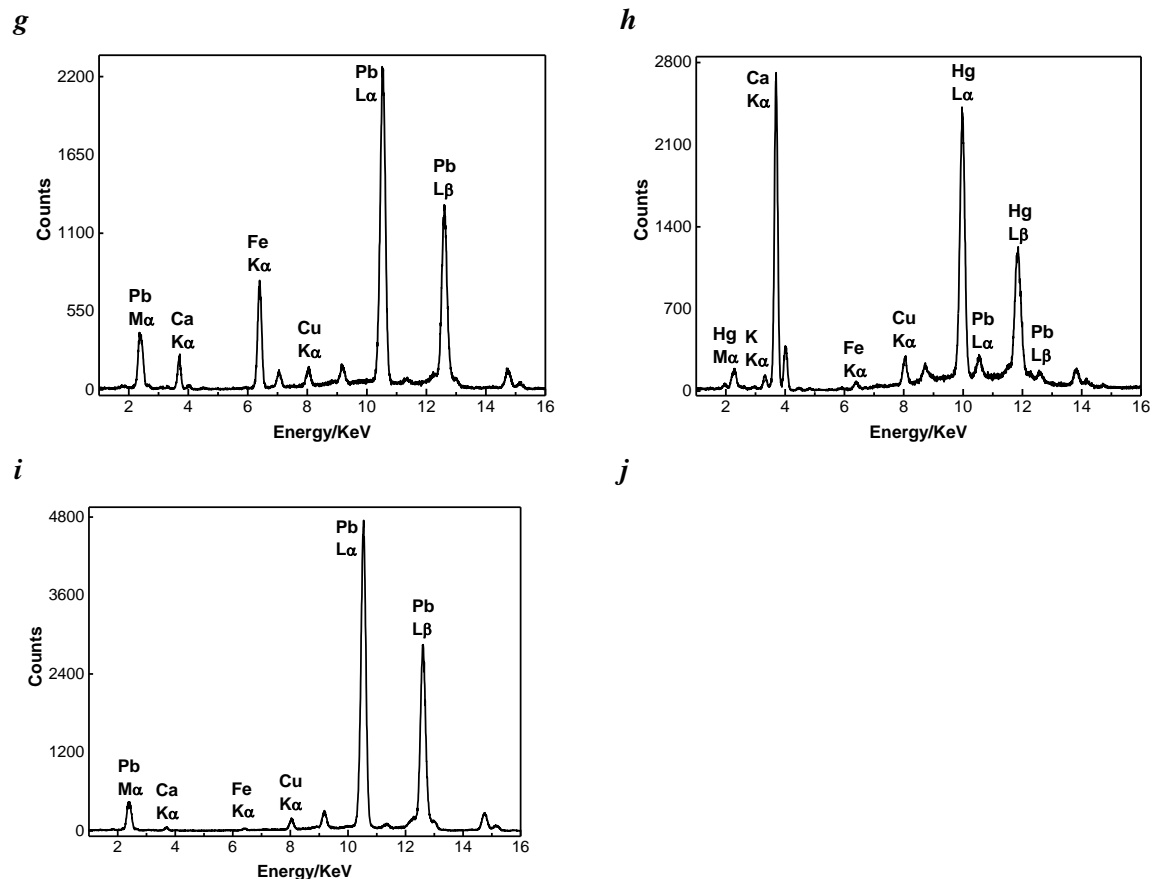 g
2200
1650
1100
550
0
Counts
Pb
Mα
Ca
Kα
Fe
Kα
Cu
Kα
Pb
Lα
Pb
Lβ
2 4 6 8 10 12 14 16
Energy/KeV
h
2800
2100
1400
700
0
Counts
Hg
Mα
K
Kα
Ca
Kα
Fe
Kα
Cu
Kα
Hg
Lα
Pb
Lα
Hg
Lβ
Pb
Lβ
2 4 6 8 10 12 14 16
Energy/KeV
i
4800
3600
2400
1200
0
Counts
Pb
Mα
Ca
Kα
Fe
Kα
Cu
Kα
Pb
Lα
Pb
Lβ
2 4 6 8 10 12 14 16
Energy/KeV
j